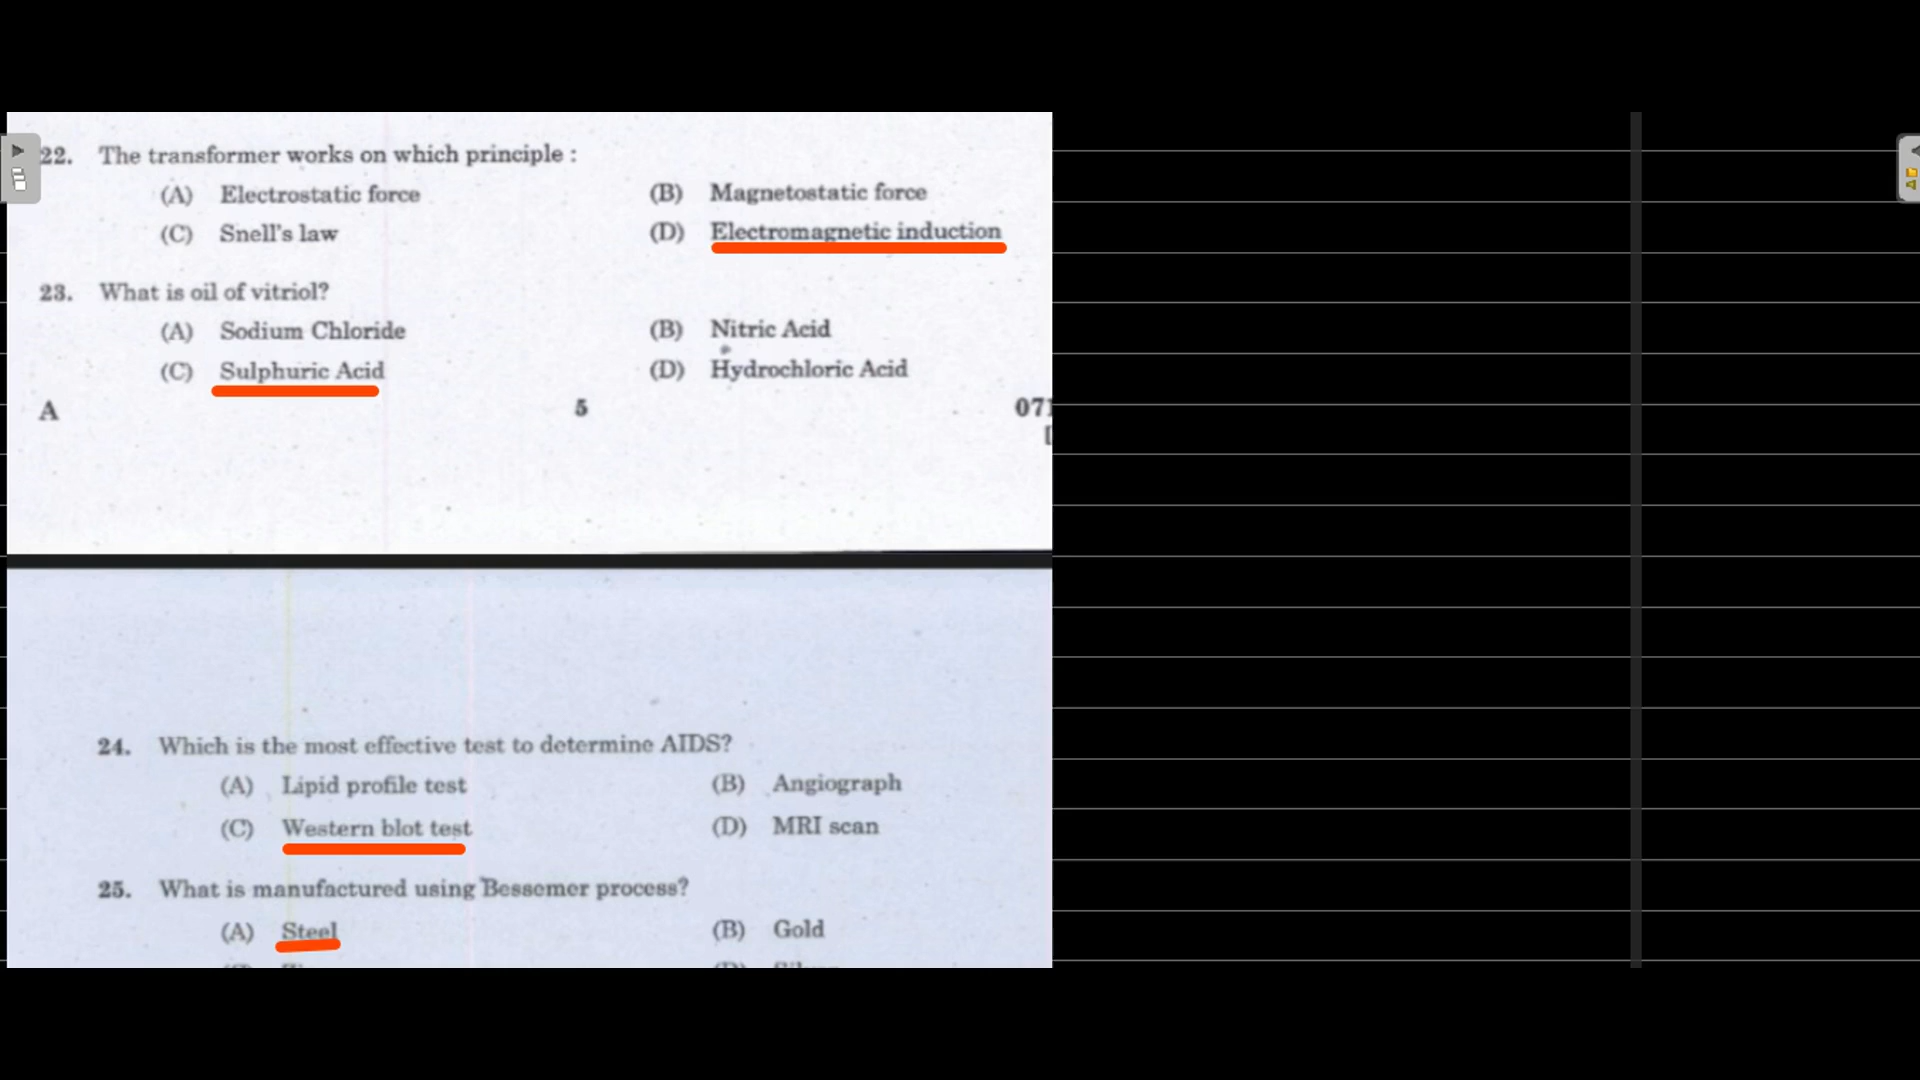 22. The transformer works on which principle :
(A) Electrostatic force (B) Magnetostatic force
(C) Snell's law (D) Electromagnetic induction
23. What is oil of vitriol?
(A) Sodium Chloride (B) Nitric Acid
(C) Sulphuric Acid (D) Hydrochloric Acid
A 5 071
24. Which is the most effective test to determine AIDS?
(A) Lipid profile test (B) Angiograph
(C) Western blot test (D) MRI scan
25. What is manufactured using Bessemer process?
(A) Steel (B) Gold